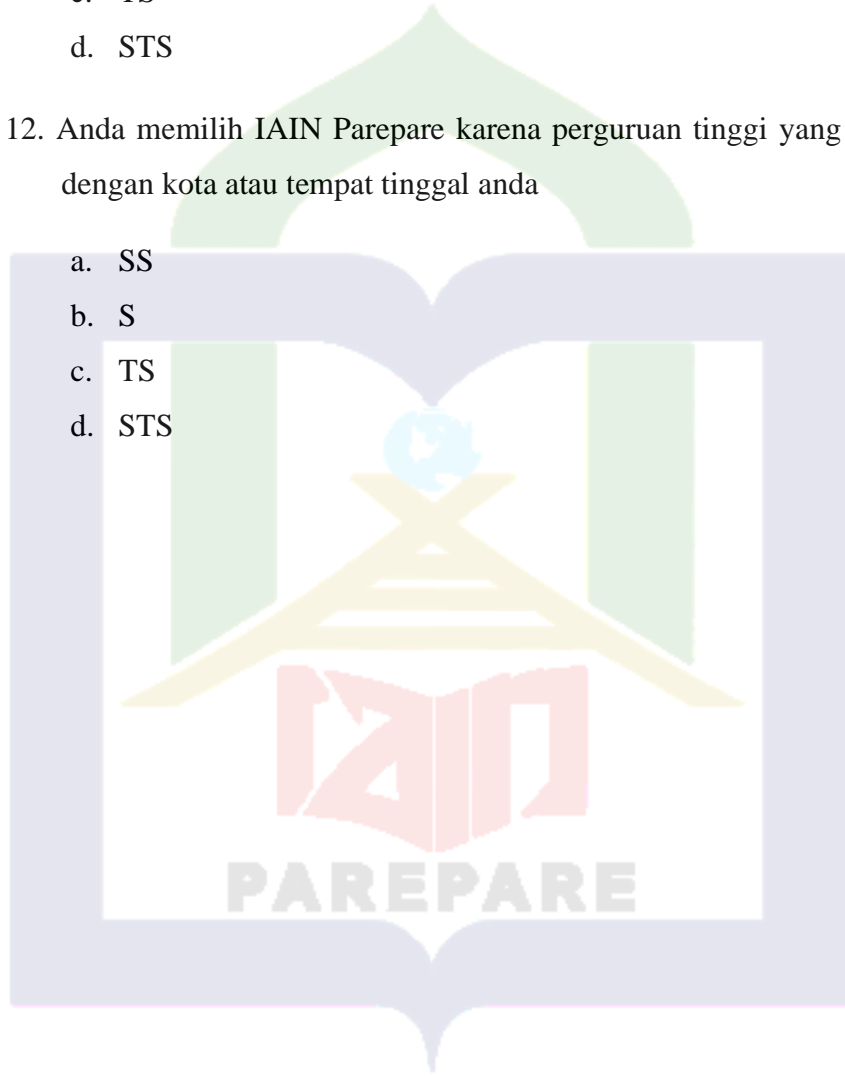 d. STS
12. Anda memilih IAIN Parepare karena perguruan tinggi yang
dengan kota atau tempat tinggal anda
a. SS
b. S
c. TS
d. STS
iain
PAREPARE